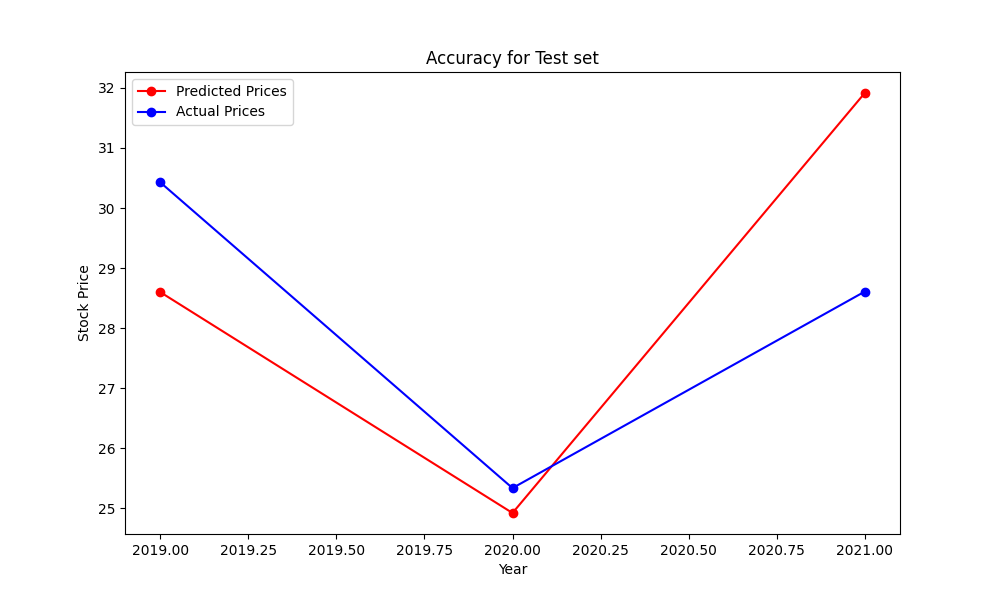 Accuracy for Test set
Predicted Prices
Actual Prices
32
31
30
29
28
27
26
25
Stock Price
2019.00 2019.25 2019.50 2019.75 2020.00 2020.25 2020.50 2020.75 2021.00
Year